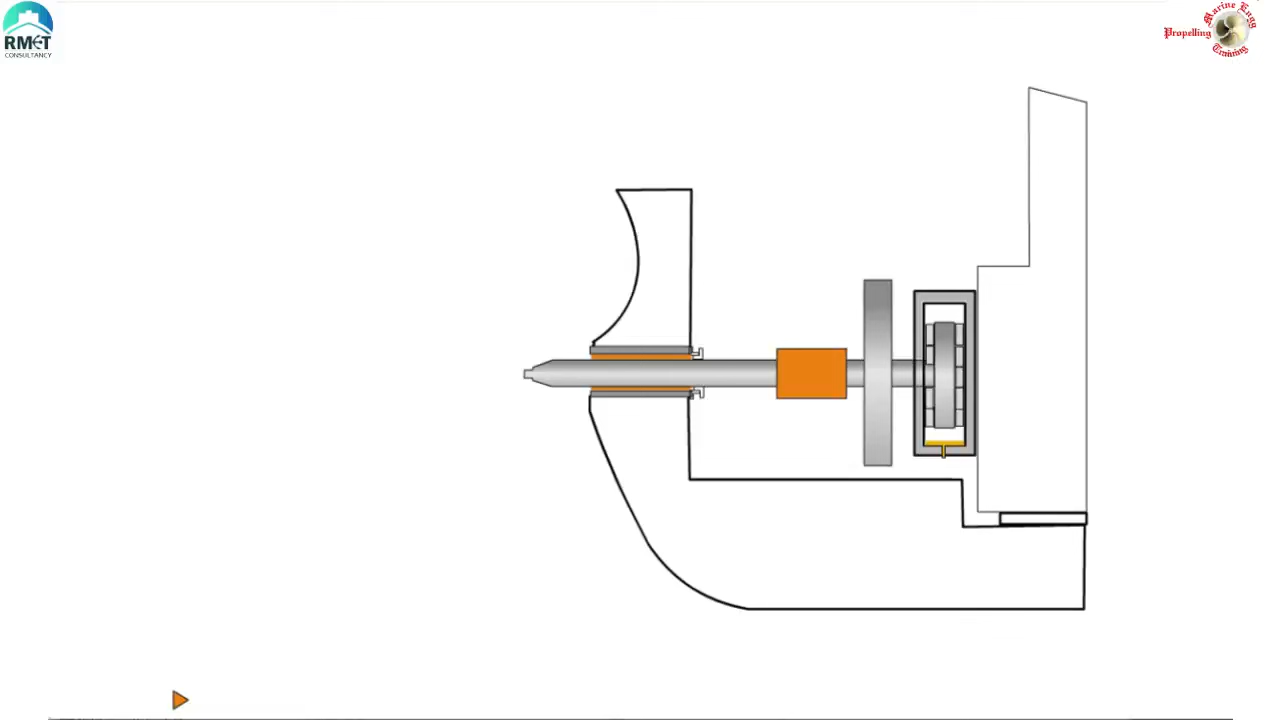 RMET
CONSULTANCY
Marine Engg
Propelling
Training